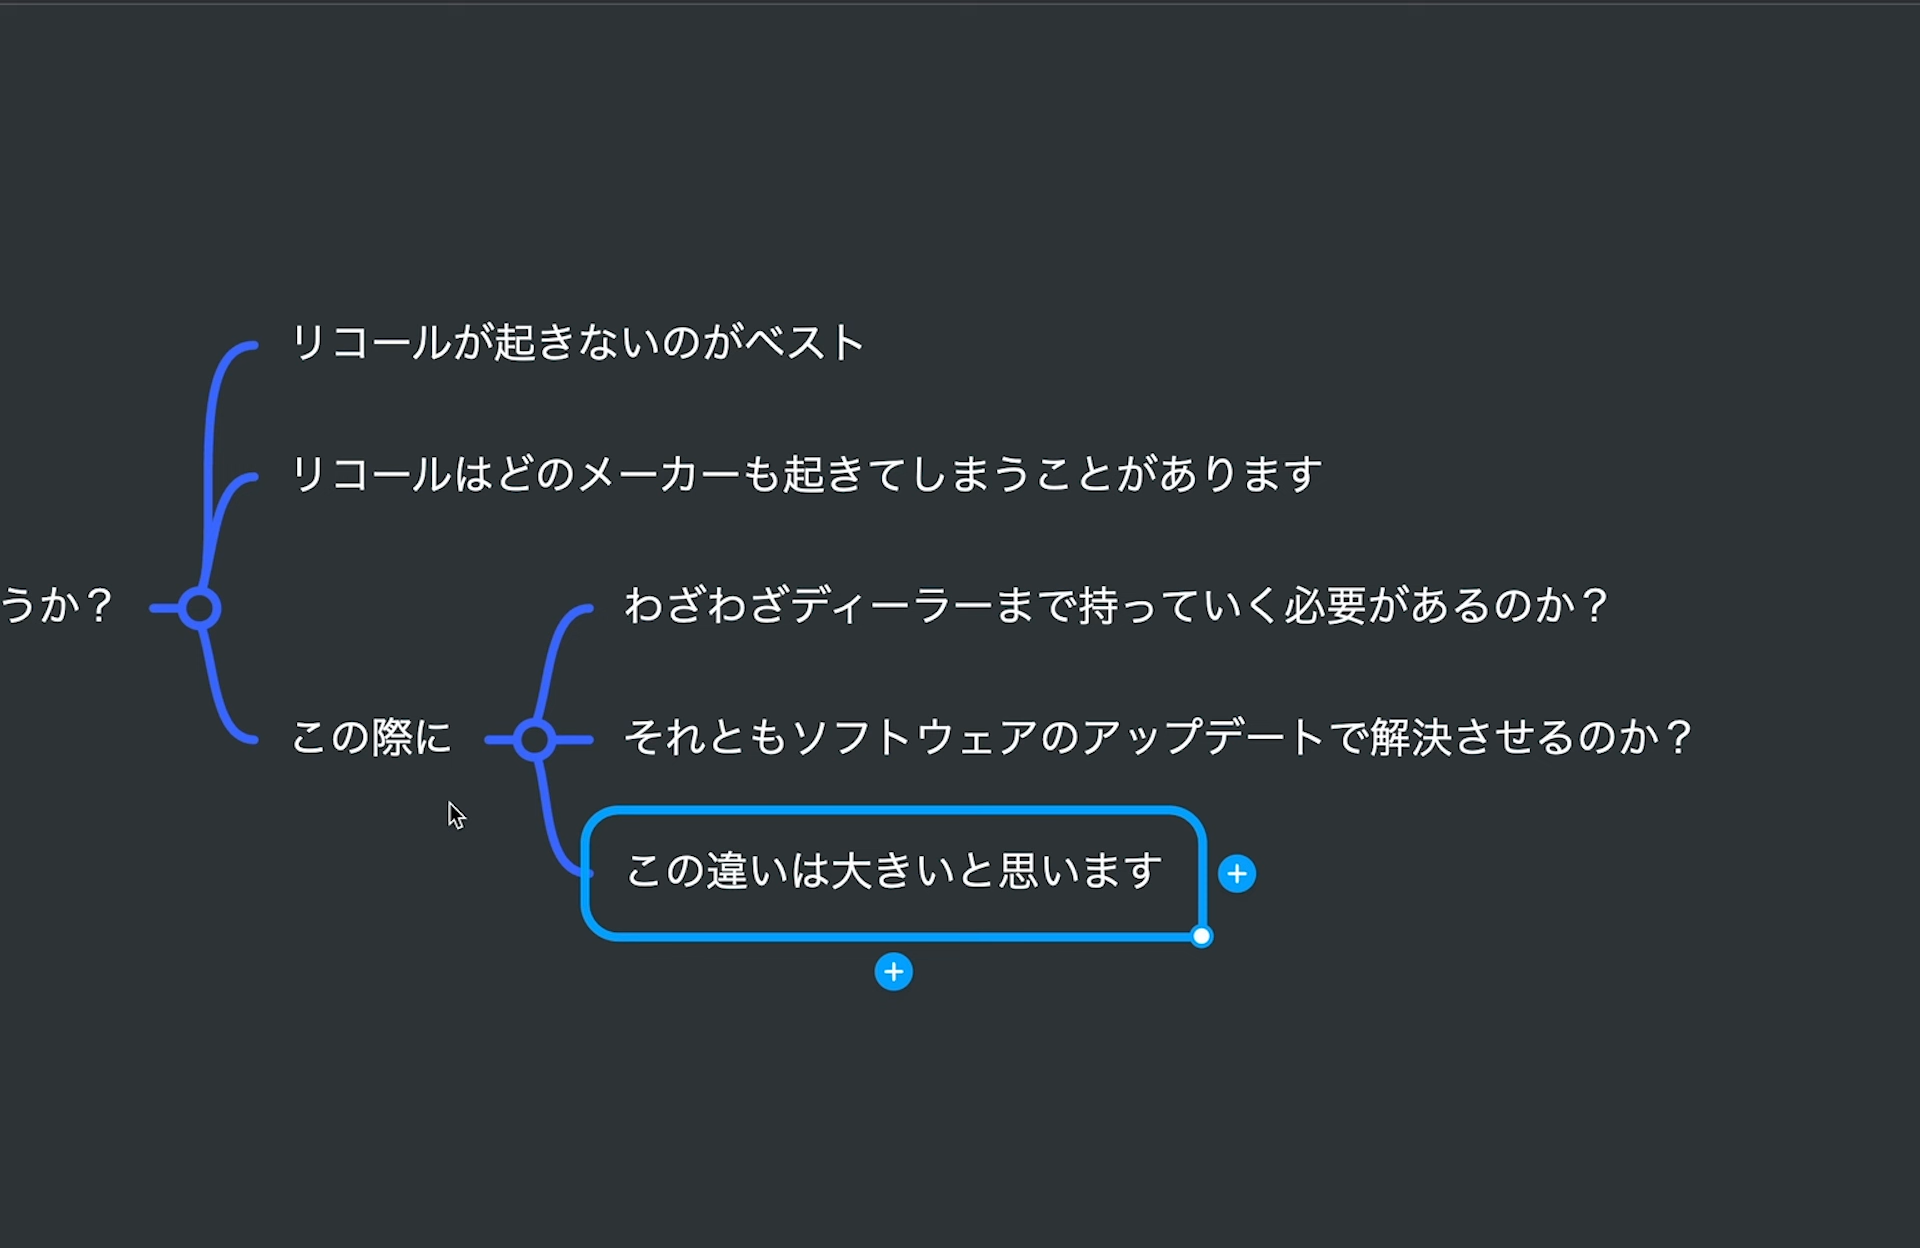 リコールが起きないのがベスト
リコールはどのメーカーも起きてしまうことがあります
うか？
わざわざディーラーまで持っていく必要があるのか？
この際に
それともソフトウェアのアップデートで解決させるのか？
この違いは大きいと思います